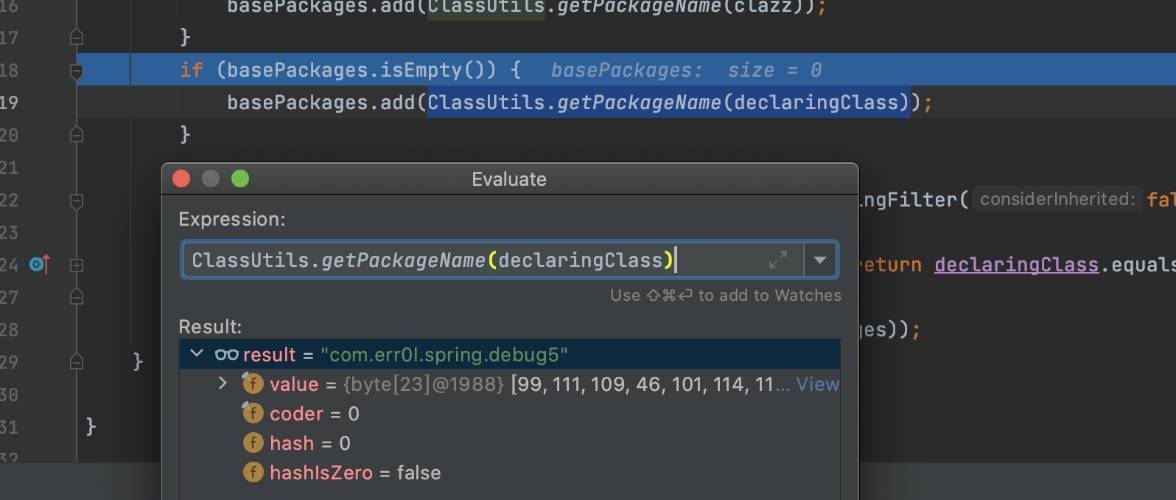 16 basePackages.add(ClassUtils.getPackageName(clazz));
17 }
18 if (basePackages.isEmpty()) { basePackages: size = 0
19 basePackages.add(ClassUtils.getPackageName(declaringClass));
20 }
21
22 ngFilter( considerInherited: fal
23
24 return declaringClass.equals
27
28 ges));
29 }
30
31 }
32
Evaluate
Expression:
ClassUtils.getPackageName(declaringClass)
Use ⇧⌘⏎ to add to Watches
Result:
result = "com.err0l.spring.debug5"
value = {byte[23]@1988} [99, 111, 109, 46, 101, 114, 11... View
coder = 0
hash = 0
hashIsZero = false